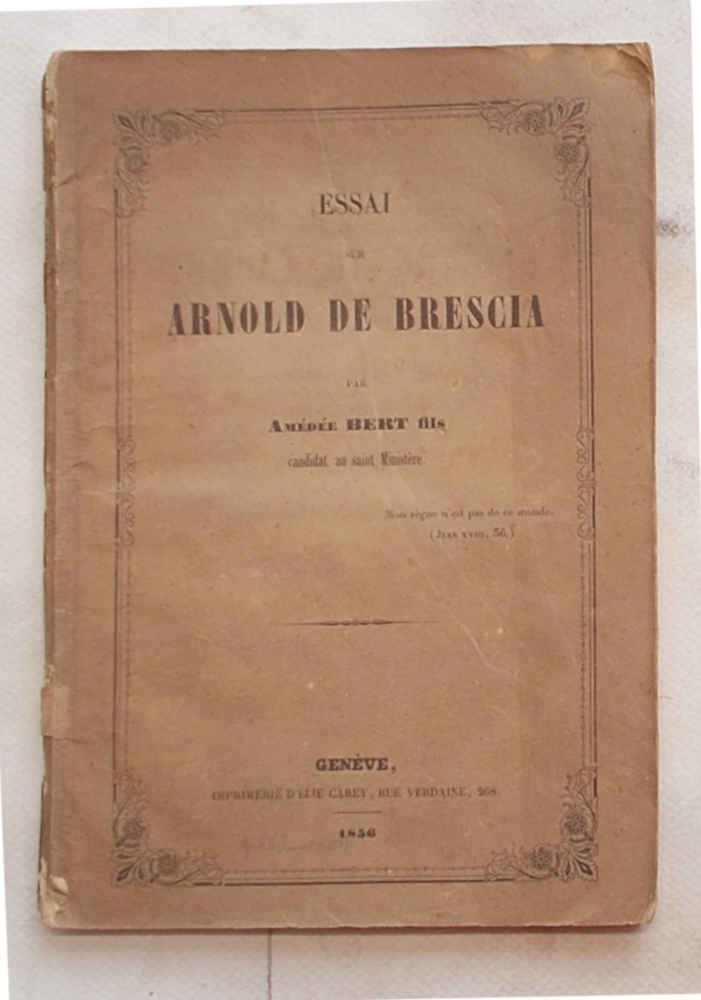 ESSAI
SUR
ARNOLD DE BRESCIA
PAR
AMÉDÉE BERT fils
candidat au saint Ministère
Mon règne n'est pas de ce monde.
(JEAN XVIII, 36.)
GENÈVE,
IMPRIMERIE D'ELIE CAREY, RUE VERDAINE, 268.
1856